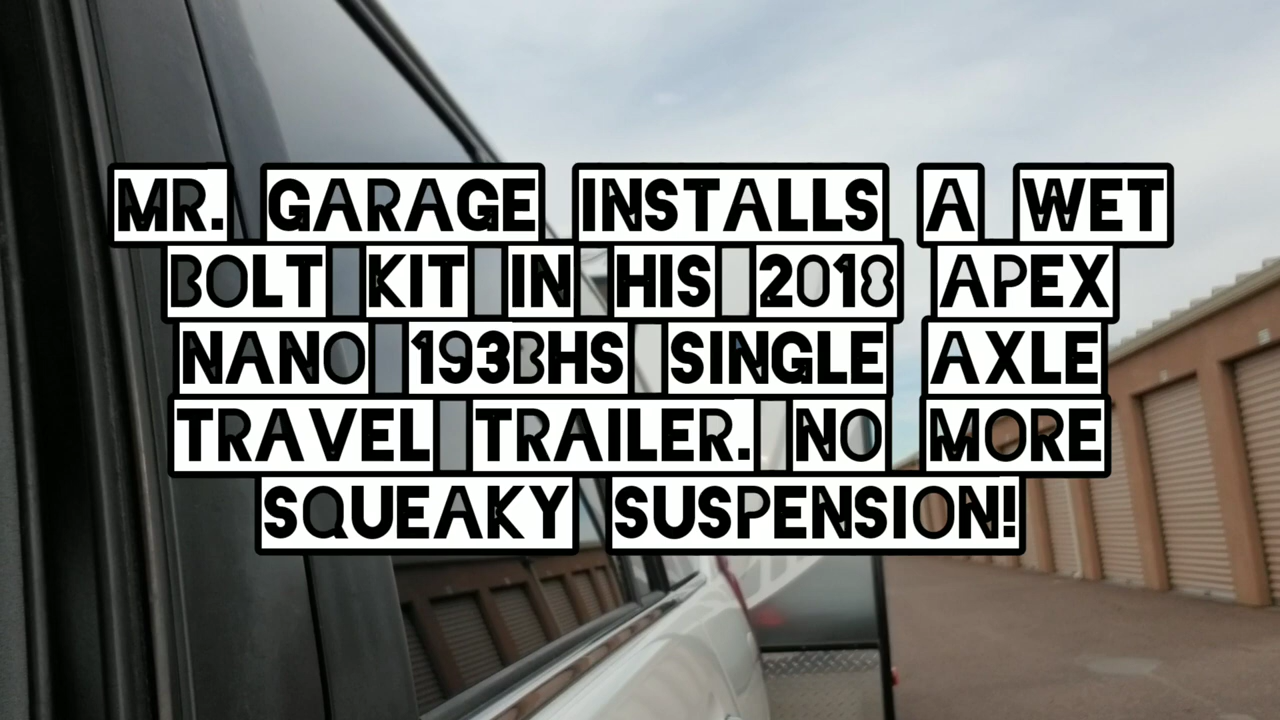 MR. GARAGE INSTALLS A WET
BOLT KIT IN HIS 2018 APEX
NANO 193BHS SINGLE AXLE
TRAVEL TRAILER. NO MORE
SQUEAKY SUSPENSION!